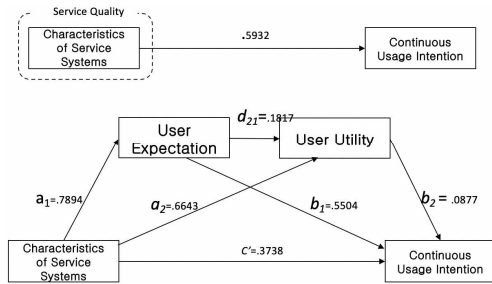 Service Quality
Characteristics
of Service
Systems
.5932
Continuous
Usage Intention
d21=.1817
User
Expectation
User Utility
a1=.7894
a2=.6643
b1=.5504
b2= .0877
Characteristics
of Service
Systems
C'=.3738
Continuous
Usage Intention